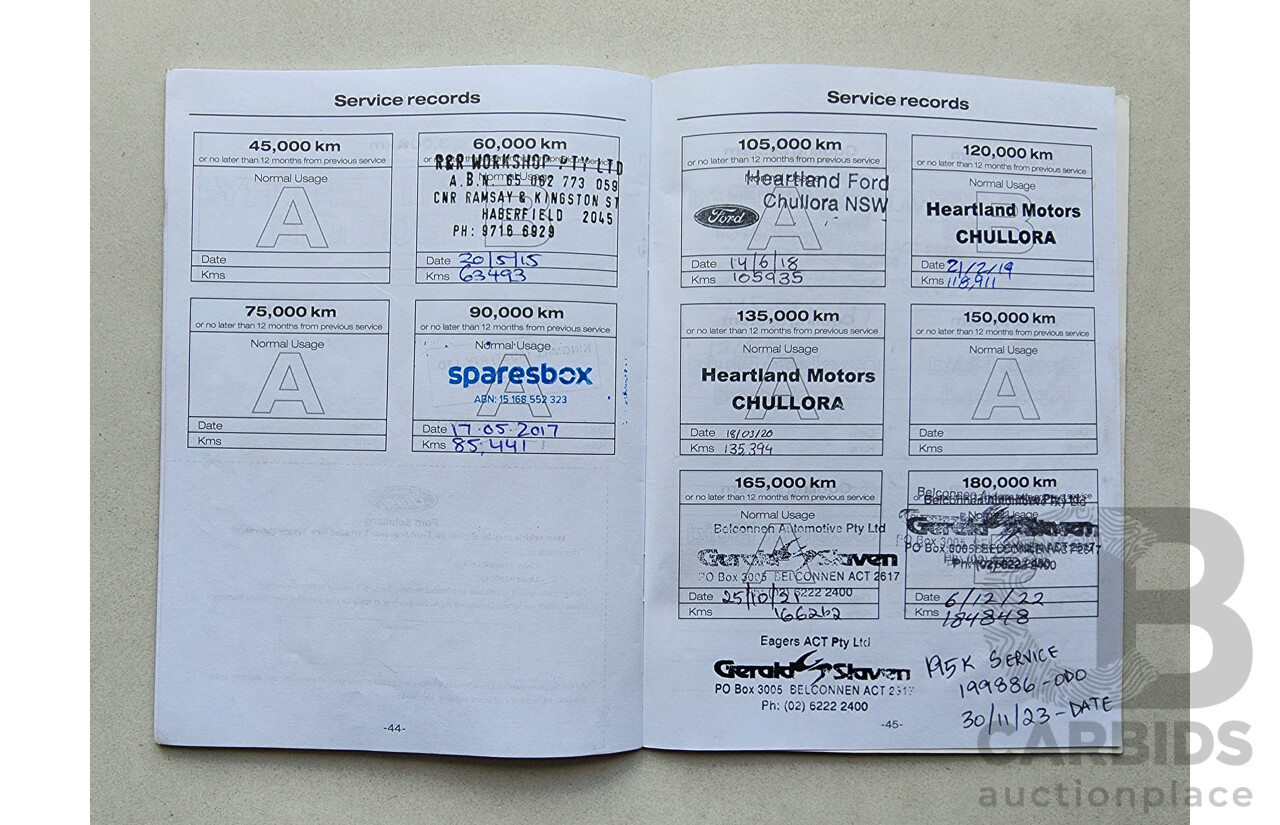 Service records
45,000 km
or no later than 12 months from previous service
Normal Usage
A
Date
Kms
60,000 km
R&R WORKSHOP PTY LTD
A.B.N. 65 062 773 059
CNR RAMSAY & KINGSTON ST
HABERFIELD 2045
PH: 9716 6929
B
Date 20/5/15
Kms 63493
75,000 km
or no later than 12 months from previous service
Normal Usage
A
Date
Kms
90,000 km
or no later than 12 months from previous service
Normal Usage
sparesbox
A
ABN: 15 168 552 323
Date 17.05.2017
Kms 85,441
-44-
Service records
105,000 km
or no later than 12 months from previous service
Normal Usage
Heartland Ford
Chullora NSW
Ford
A
Date 14/6/18
Kms 105935
120,000 km
or no later than 12 months from previous service
Normal Usage
B
Heartland Motors
CHULLORA
Date 21/2/19
Kms 118,911
135,000 km
or no later than 12 months from previous service
Normal Usage
A
Heartland Motors
CHULLORA
Date 18/03/20
Kms 135,394
150,000 km
or no later than 12 months from previous service
Normal Usage
A
Date
Kms
165,000 km
or no later than 12 months from previous service
Normal Usage
A
Belconnen Automotive Pty Ltd
Gerald Slaven
PO Box 3005 BELCONNEN ACT 2617
Ph: (02) 6222 2400
Date 25/10/21
Kms 166262
180,000 km
Belconnen Automotive Pty Ltd
Normal Usage
Gerald Slaven
PO Box 3005 BELCONNEN ACT 2617
Ph: (02) 6222 2400
Date 6/12/22
Kms 184848
Eagers ACT Pty Ltd
Gerald Slaven
PO Box 3005 BELCONNEN ACT 2617
Ph: (02) 6222 2400
195K SERVICE
199886-ODO
30/11/23-DATE
-45-
B
CARBIDS
auctionplace